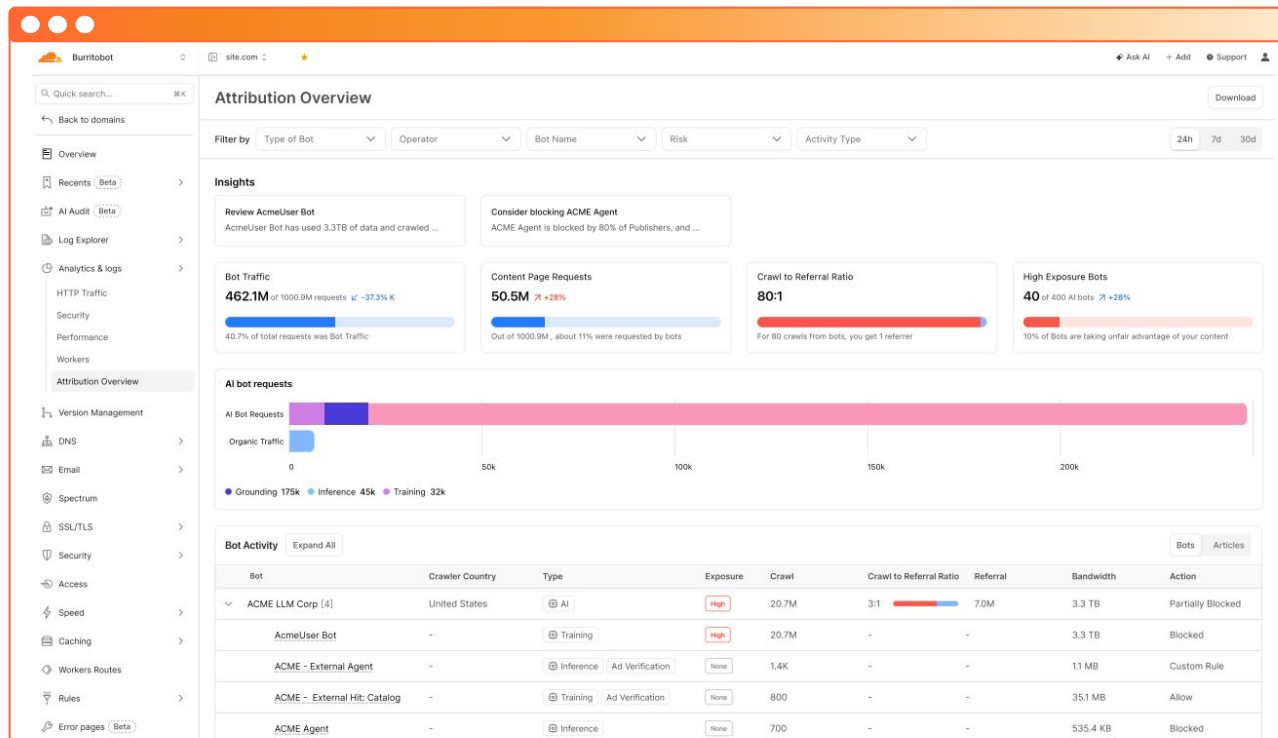 Burritobot
site.com
Ask AI
+ Add
Support
Quick search...
⌘K
Back to domains
Overview
Recents Beta
AI Audit Beta
Log Explorer
Analytics & logs
HTTP Traffic
Security
Performance
Workers
Attribution Overview
Version Management
DNS
Email
Spectrum
SSL/TLS
Security
Access
Speed
Caching
Workers Routes
Rules
Error pages Beta
Attribution Overview
Download
Filter by Type of Bot Operator Bot Name Risk Activity Type
24h 7d 30d
Insights
Review AcmeUser Bot
AcmeUser Bot has used 3.3TB of data and crawled ...
Consider blocking ACME Agent
ACME Agent is blocked by 80% of Publishers, and ...
Bot Traffic
462.1M of 1000.9M requests -37.3% K
40.7% of total requests was Bot Traffic
Content Page Requests
50.5M +28%
Out of 1000.9M , about 11% were requested by bots
Crawl to Referral Ratio
80:1
For 80 crawls from bots, you get 1 referrer
High Exposure Bots
40 of 400 AI bots +28%
10% of Bots are taking unfair advantage of your content
AI bot requests
AI Bot Requests
Organic Traffic
0 50k 100k 150k 200k
Grounding 175k Inference 45k Training 32k
Bot Activity Expand All
Bots Articles
Bot Crawler Country Type Exposure Crawl Crawl to Referral Ratio Referral Bandwidth Action
ACME LLM Corp [4] United States AI High 20.7M 3:1 7.0M 3.3 TB Partially Blocked
AcmeUser Bot - Training High 20.7M - - 3.3 TB Blocked
ACME - External Agent - Inference Ad Verification None 1.4K - - 1.1 MB Custom Rule
ACME - External Hit: Catalog - Training Ad Verification None 800 - - 35.1 MB Allow
ACME Agent - Inference None 700 - - 535.4 KB Blocked